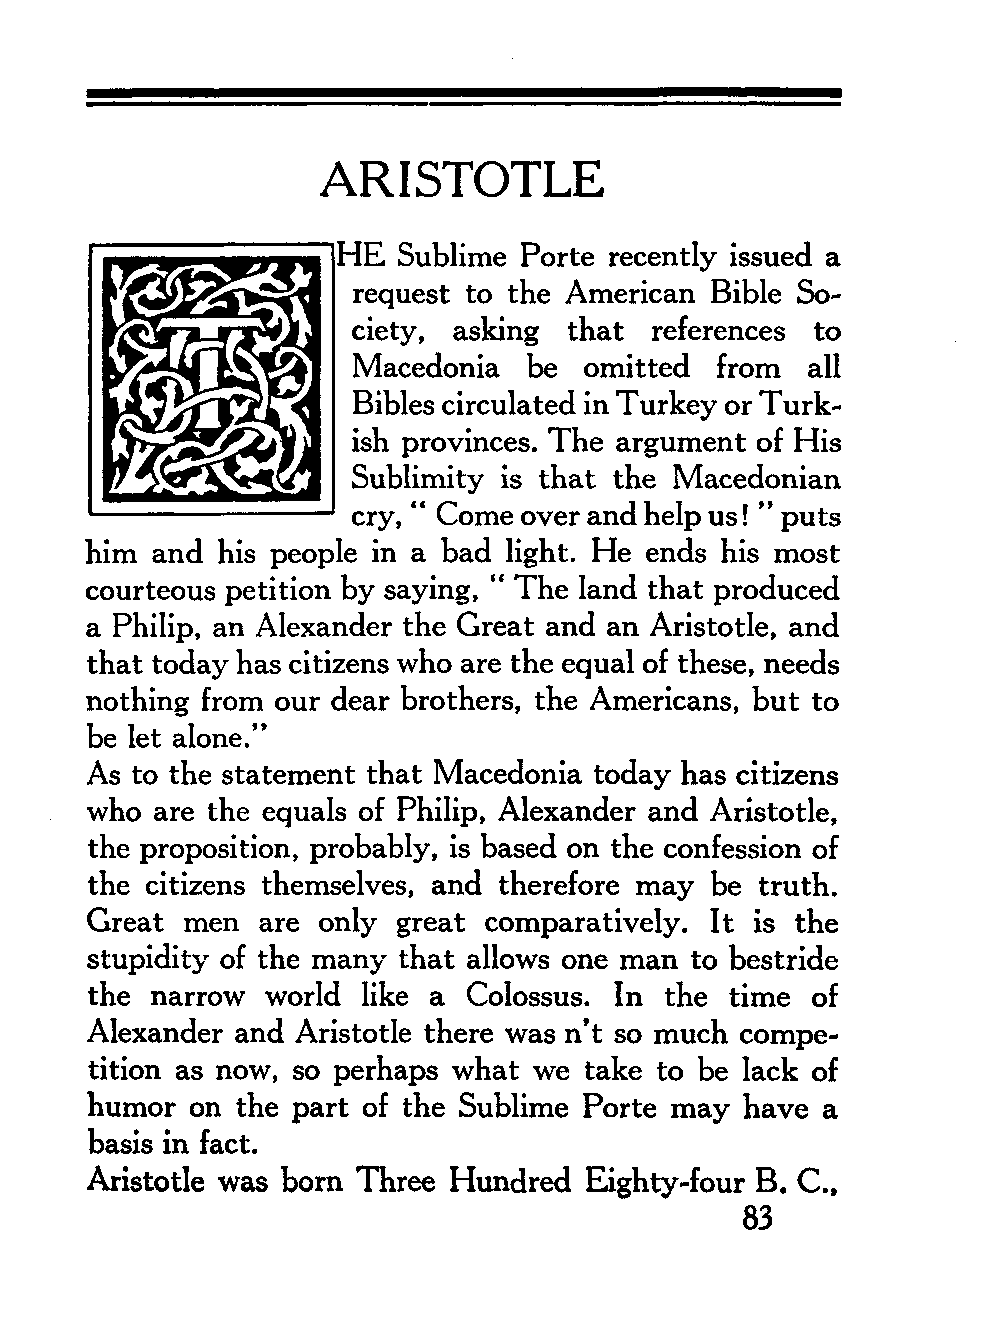 ARISTOTLE
THE Sublime Porte recently issued a
request to the American Bible So-
ciety, asking that references to
Macedonia be omitted from all
Bibles circulated in Turkey or Turk-
ish provinces. The argument of His
Sublimity is that the Macedonian
cry, “ Come over and help us! ” puts
him and his people in a bad light. He ends his most
courteous petition by saying, “ The land that produced
a Philip, an Alexander the Great and an Aristotle, and
that today has citizens who are the equal of these, needs
nothing from our dear brothers, the Americans, but to
be let alone.”
As to the statement that Macedonia today has citizens
who are the equals of Philip, Alexander and Aristotle,
the proposition, probably, is based on the confession of
the citizens themselves, and therefore may be truth.
Great men are only great comparatively. It is the
stupidity of the many that allows one man to bestride
the narrow world like a Colossus. In the time of
Alexander and Aristotle there was n't so much compe-
tition as now, so perhaps what we take to be lack of
humor on the part of the Sublime Porte may have a
basis in fact.
Aristotle was born Three Hundred Eighty-four B. C.,
83